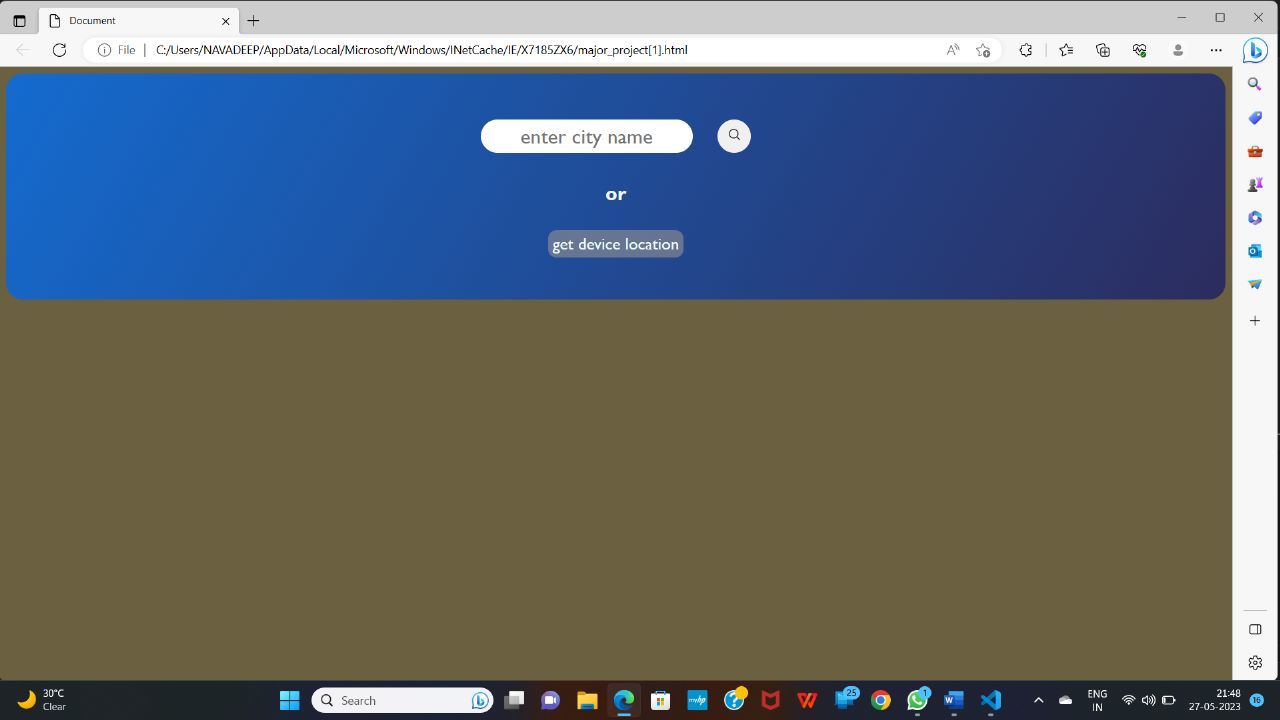 Document
File
C:/Users/NAVADEEP/AppData/Local/Microsoft/Windows/INetCache/IE/X7185ZX6/major_project[1].html
enter city name
or
get device location
30°C
Clear
Search
25
1
ENG
IN
21:48
27-05-2023
16